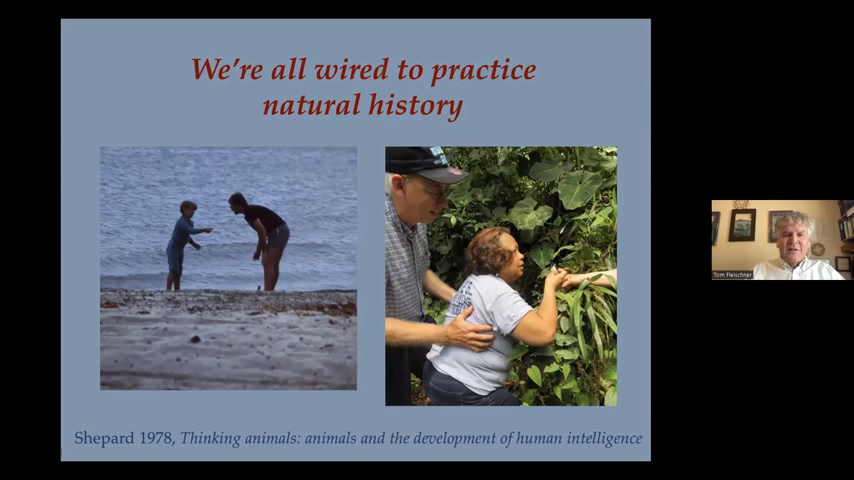 We're all wired to practice
natural history
Tom Fleischner
Shepard 1978, Thinking animals: animals and the development of human intelligence